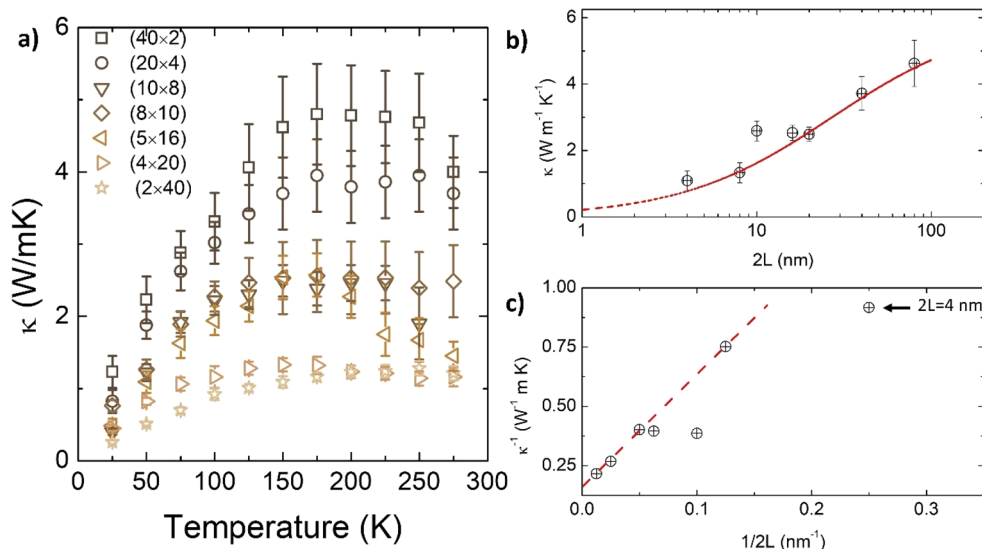 a)
(40×2)
(20×4)
(10×8)
(8×10)
(5×16)
(4×20)
(2×40)
6
4
2
0
κ (W/mK)
0 50 100 150 200 250 300
Temperature (K)
b)
6
4
2
0
κ (W m⁻¹ K⁻¹)
1 10 100
2L (nm)
c)
2L=4 nm
1.00
0.75
0.50
0.25
κ⁻¹ (W⁻¹ m K)
0.0 0.1 0.2 0.3
1/2L (nm⁻¹)